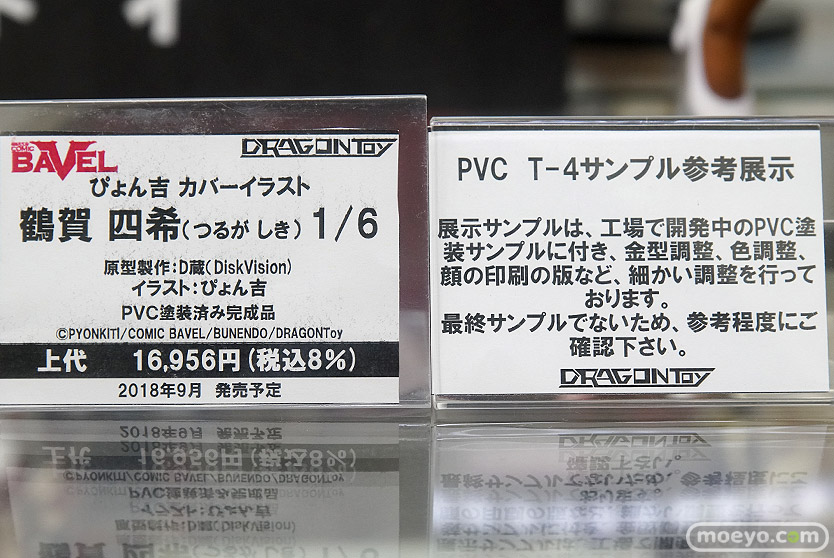 COMIC
BAVEL
DRAGONToy
ぴょん吉 カバーイラスト
鶴賀 四希(つるが しき) 1/6
原型製作:D蔵(DiskVision)
イラスト:ぴょん吉
PVC塗装済み完成品
©PYONKITI/COMIC BAVEL/BUNENDO/DRAGONToy
上代 16,956円(税込8%)
2018年9月 発売予定
PVC T-4サンプル参考展示
展示サンプルは、工場で開発中のPVC塗
装サンプルに付き、金型調整、色調整、
顔の印刷の版など、細かい調整を行って
おります。
最終サンプルでないため、参考程度にご
確認下さい。
DRAGONToy
moeyo.com